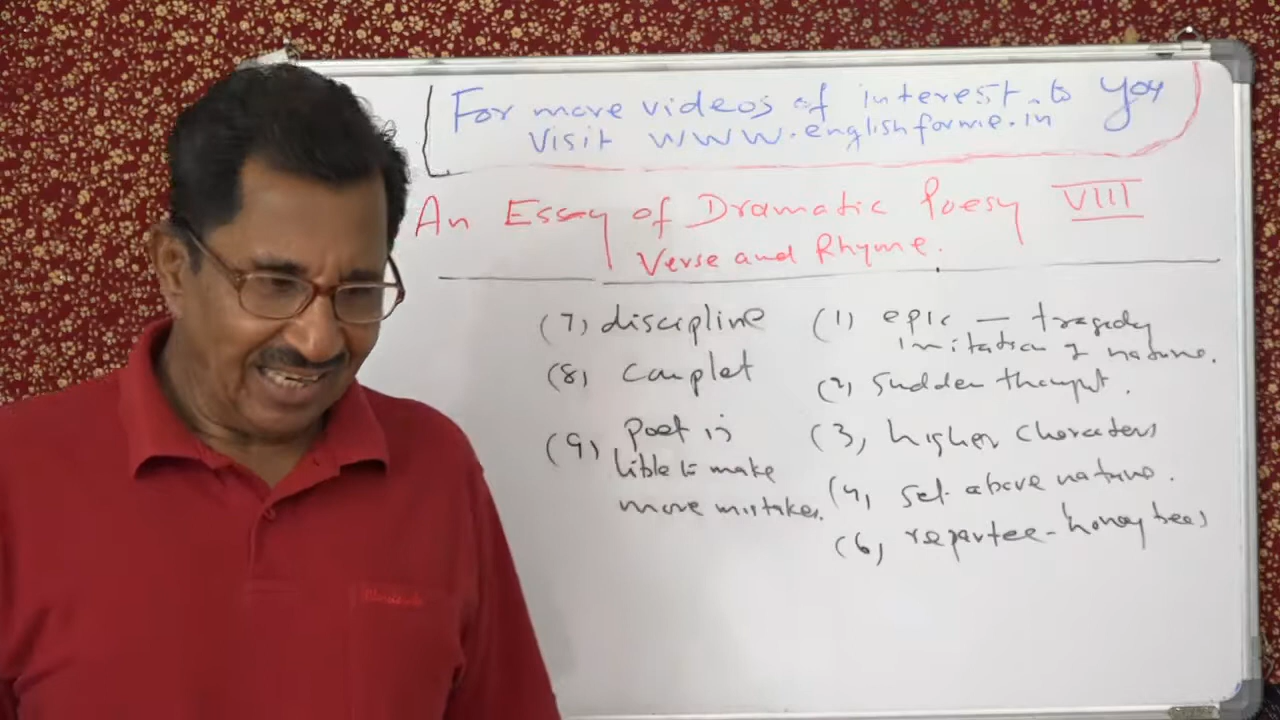 For more videos of interest to you
Visit www.englishforme.in
An Essay of Dramatic Poesy VIII
Verse and Rhyme.
(1) epic — tragedy
imitation of nature.
(2) Sudden thought.
(3) higher characters
(4) set above nature.
(6) repartee - honey bees
(7) discipline
(8) couplet
(9) Poet is
lible to make
more mistakes.